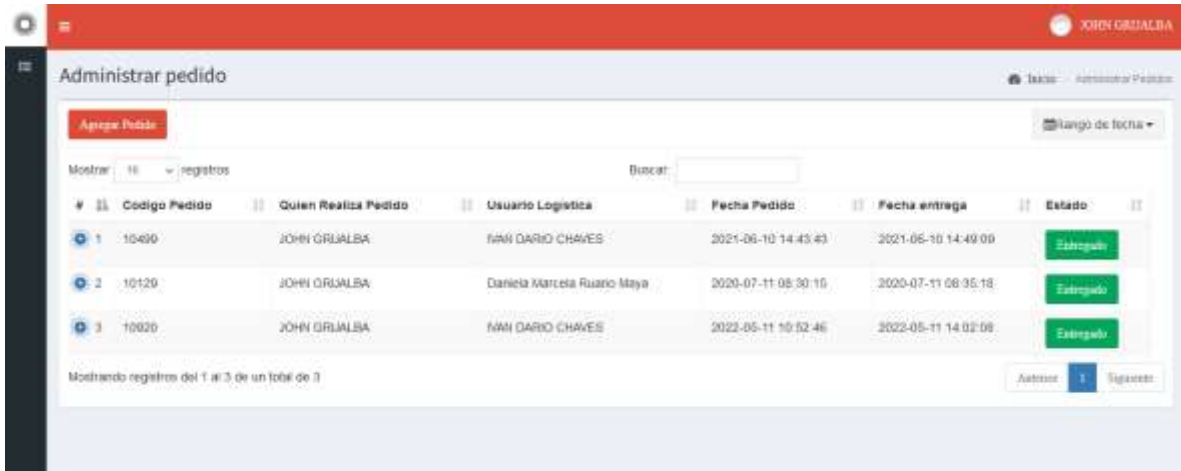 JOHN GRIJALBA
Administrar pedido
Inicio Administrar Pedidos
Agregar Pedido
Rango de fecha
Mostrar 10 registros
Buscar:
# Codigo Pedido Quien Realiza Pedido Usuario Logistica Fecha Pedido Fecha entrega Estado
1 10490 JOHN GRIJALBA IVAN DARIO CHAVES 2021-06-10 14:43:43 2021-06-10 14:49:09 Entregado
2 10129 JOHN GRIJALBA Daniela Marcela Ruano Maya 2020-07-11 08:30:15 2020-07-11 08:35:18 Entregado
3 10920 JOHN GRIJALBA IVAN DARIO CHAVES 2022-05-11 10:52:46 2022-05-11 14:02:08 Entregado
Mostrando registros del 1 al 3 de un total de 3
Anterior 1 Siguiente